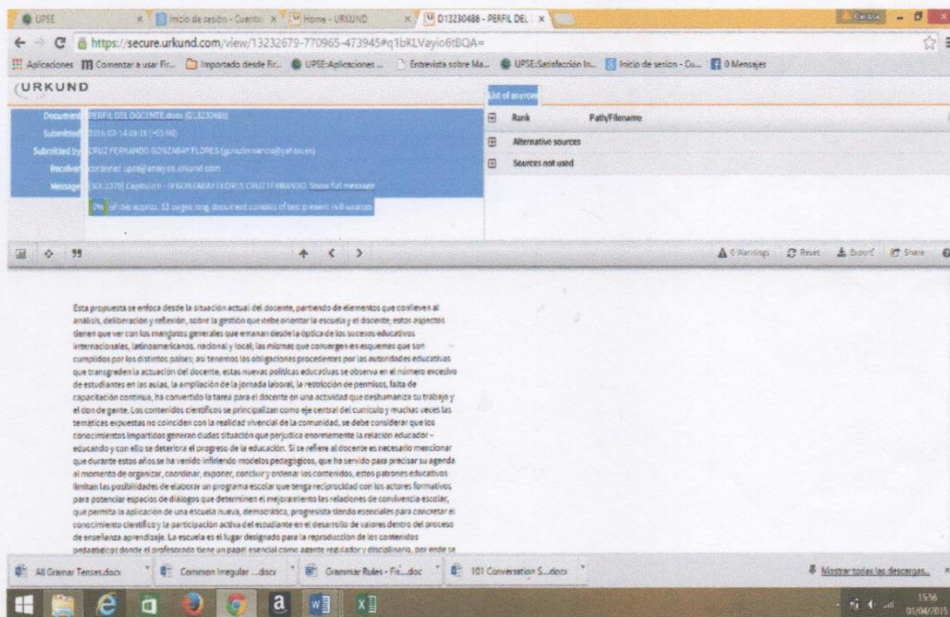 UPSE
Inicio de sesión - Cuentas
Home - URKUND
D13230488 - PERFIL DEL
https://secure.urkund.com/view/13232679-770965-473945#q1bKLVayio6tBQA=
Aplicaciones
Comenzar a usar Fir...
Importado desde Fir...
UPSE:Aplicaciones ...
Entrevista sobre Ma...
UPSE:Satisfacción In...
Inicio de sesión - Cu...
0 Mensajes
URKUND
List of sources
Document PERFIL DEL DOCENTE.docx (D13230488)
Submitted
Submitted by CRUZ FERNANDO GONZABAY FLORES
Receiver
Message Show full message
0% of this approx. 12 pages long document consists of text present in 0 sources.
Rank Path/Filename
Alternative sources
Sources not used
0 Warnings Reset Export Share
Esta propuesta se enfoca desde la situación actual del docente, partiendo de elementos que conlleven al
análisis, deliberación y reflexión, sobre la gestión que debe orientar la escuela y el docente, estos aspectos
tienen que ver con los mandatos generales que emanan desde la óptica de los sucesos educativos
internacionales, latinoamericanos, nacional y local; las mismas que convergen en esquemas que son
cumplidos por los distintos países; así tenemos las obligaciones procedentes por las autoridades educativas
que transgreden la actuación del docente, estas nuevas políticas educativas se observa en el número excesivo
de estudiantes en las aulas, la ampliación de la jornada laboral, la restricción de permisos, falta de
capacitación continua, ha convertido la tarea para el docente en una actividad que deshumaniza tu trabajo y
el don de gente. Los contenidos científicos se principalizan como eje central del currículo y muchas veces las
temáticas expuestas no coinciden con la realidad vivencial de la comunidad, se debe considerar que los
conocimientos impartidos generan dudas situación que perjudica enormemente la relación educador –
educando y con ello se deteriora el progreso de la educación. Si se refiere al docente es necesario mencionar
que durante estos años se ha venido infiriendo modelos pedagógicos, que ha servido para precisar su agenda
al momento de organizar, coordinar, exponer, concluir y ordenar los contenidos, estos patrones educativos
limitan las posibilidades de elaborar un programa escolar que tenga reciprocidad con los actores formativos
para potenciar espacios de diálogos que determinen el mejoramiento las relaciones de convivencia escolar,
que permita la aplicación de una escuela nueva, democrática, progresista siendo esenciales para concretar el
conocimiento científico y la participación activa del estudiante en el desarrollo de valores dentro del proceso
de enseñanza aprendizaje. La escuela es el lugar designado para la reproducción de los contenidos
pedagógicos donde el profesorado tiene un papel esencial como agente regulador y disciplinario, por ende se
All Gramar Tenses.docx
Common Irregular ...docx
Grammar Rules - Fic...doc
101 Conversation S...docx
Mostrar todas las descargas...
15:56
01/04/2015